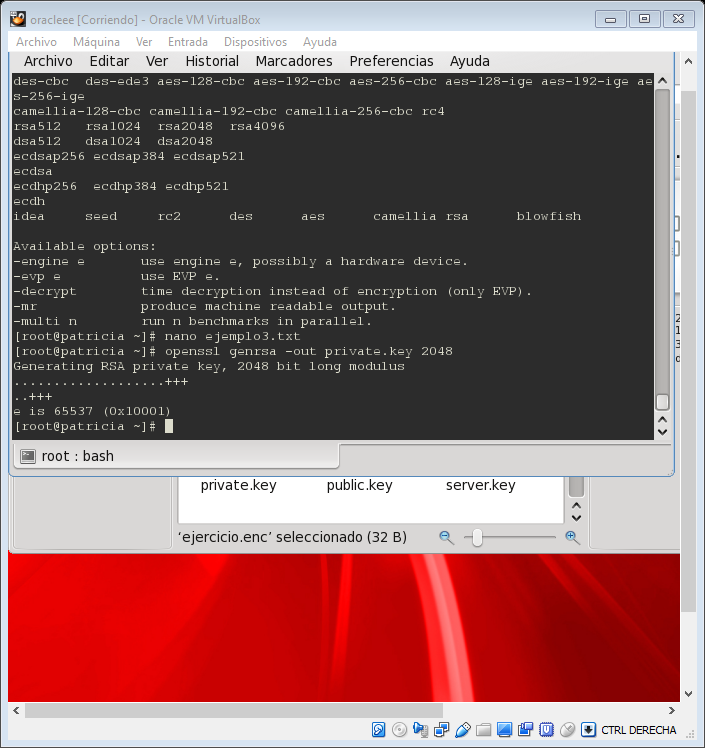 oracleee [Corriendo] - Oracle VM VirtualBox
Archivo Máquina Ver Entrada Dispositivos Ayuda
Archivo Editar Ver Historial Marcadores Preferencias Ayuda
des-cbc des-ede3 aes-128-cbc aes-192-cbc aes-256-cbc aes-128-ige aes-192-ige ae
s-256-ige
camellia-128-cbc camellia-192-cbc camellia-256-cbc rc4
rsa512 rsa1024 rsa2048 rsa4096
dsa512 dsa1024 dsa2048
ecdsap256 ecdsap384 ecdsap521
ecdsa
ecdhp256 ecdhp384 ecdhp521
ecdh
idea seed rc2 des aes camellia rsa blowfish
Available options:
-engine e use engine e, possibly a hardware device.
-evp e use EVP e.
-decrypt time decryption instead of encryption (only EVP).
-mr produce machine readable output.
-multi n run n benchmarks in parallel.
[root@patricia ~]# nano ejemplo3.txt
[root@patricia ~]# openssl genrsa -out private.key 2048
Generating RSA private key, 2048 bit long modulus
...................+++
..+++
e is 65537 (0x10001)
[root@patricia ~]#
root : bash
private.key public.key server.key
‘ejercicio.enc’ seleccionado (32 B)
CTRL DERECHA